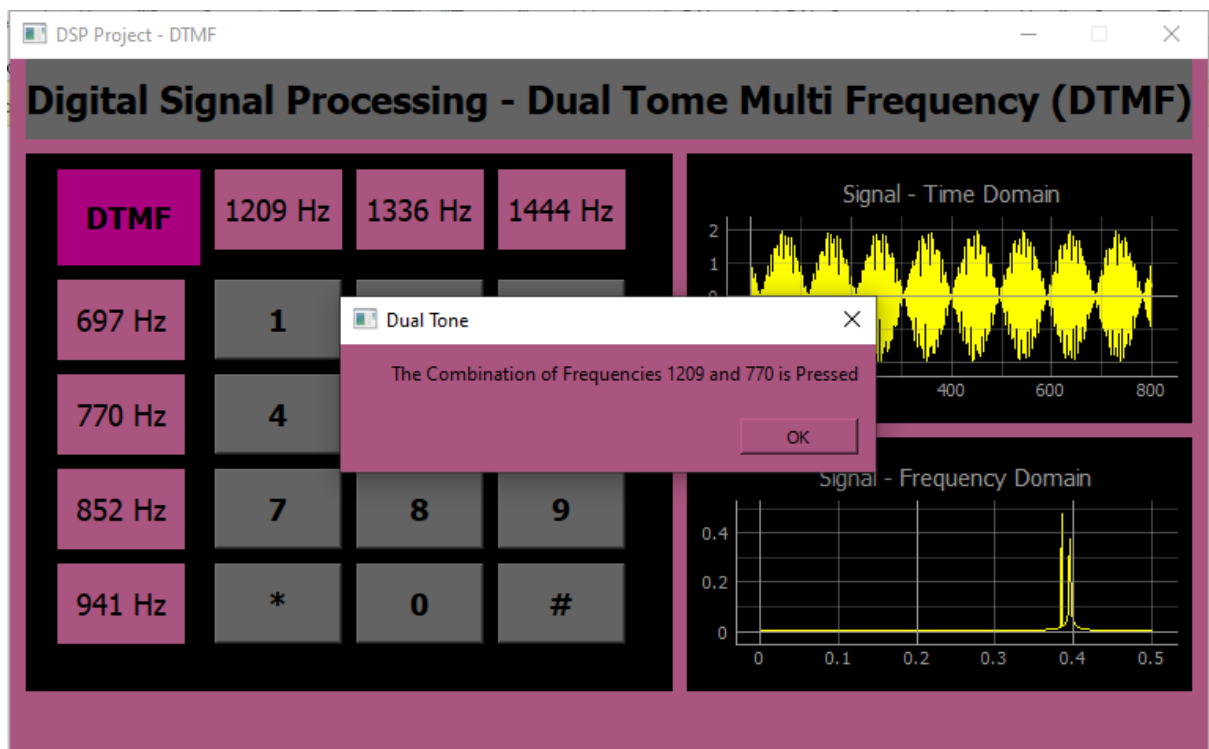 DSP Project - DTMF
Digital Signal Processing - Dual Tome Multi Frequency (DTMF)
DTMF 1209 Hz 1336 Hz 1444 Hz
697 Hz 1
770 Hz 4
852 Hz 7 8 9
941 Hz * 0 #
Dual Tone
The Combination of Frequencies 1209 and 770 is Pressed
OK
Signal - Time Domain
2
1
400 600 800
Signal - Frequency Domain
0.4
0.2
0
0 0.1 0.2 0.3 0.4 0.5